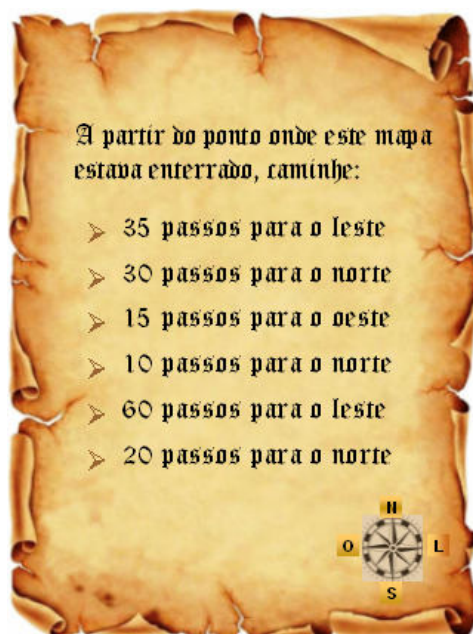 A partir do ponto onde este mapa
estava enterrado, caminhe:
35 passos para o leste
30 passos para o norte
15 passos para o oeste
10 passos para o norte
60 passos para o leste
20 passos para o norte
N
O L
S